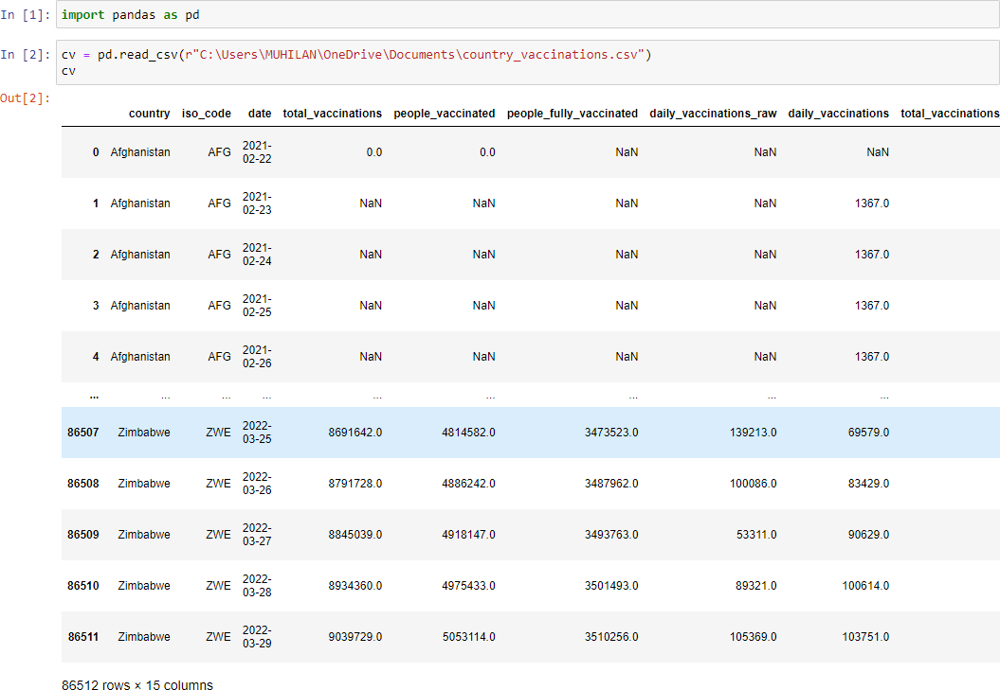 In [1]: import pandas as pd
In [2]: cv = pd.read_csv(r"C:\Users\MUHILAN\OneDrive\Documents\country_vaccinations.csv")
cv
Out[2]:
country iso_code date total_vaccinations people_vaccinated people_fully_vaccinated daily_vaccinations_raw daily_vaccinations total_vaccinations
0 Afghanistan AFG 2021-02-22 0.0 0.0 NaN NaN NaN
1 Afghanistan AFG 2021-02-23 NaN NaN NaN NaN 1367.0
2 Afghanistan AFG 2021-02-24 NaN NaN NaN NaN 1367.0
3 Afghanistan AFG 2021-02-25 NaN NaN NaN NaN 1367.0
4 Afghanistan AFG 2021-02-26 NaN NaN NaN NaN 1367.0
... ... ... ... ... ... ... ... ...
86507 Zimbabwe ZWE 2022-03-25 8691642.0 4814582.0 3473523.0 139213.0 69579.0
86508 Zimbabwe ZWE 2022-03-26 8791728.0 4886242.0 3487962.0 100086.0 83429.0
86509 Zimbabwe ZWE 2022-03-27 8845039.0 4918147.0 3493763.0 53311.0 90629.0
86510 Zimbabwe ZWE 2022-03-28 8934360.0 4975433.0 3501493.0 89321.0 100614.0
86511 Zimbabwe ZWE 2022-03-29 9039729.0 5053114.0 3510256.0 105369.0 103751.0
86512 rows × 15 columns